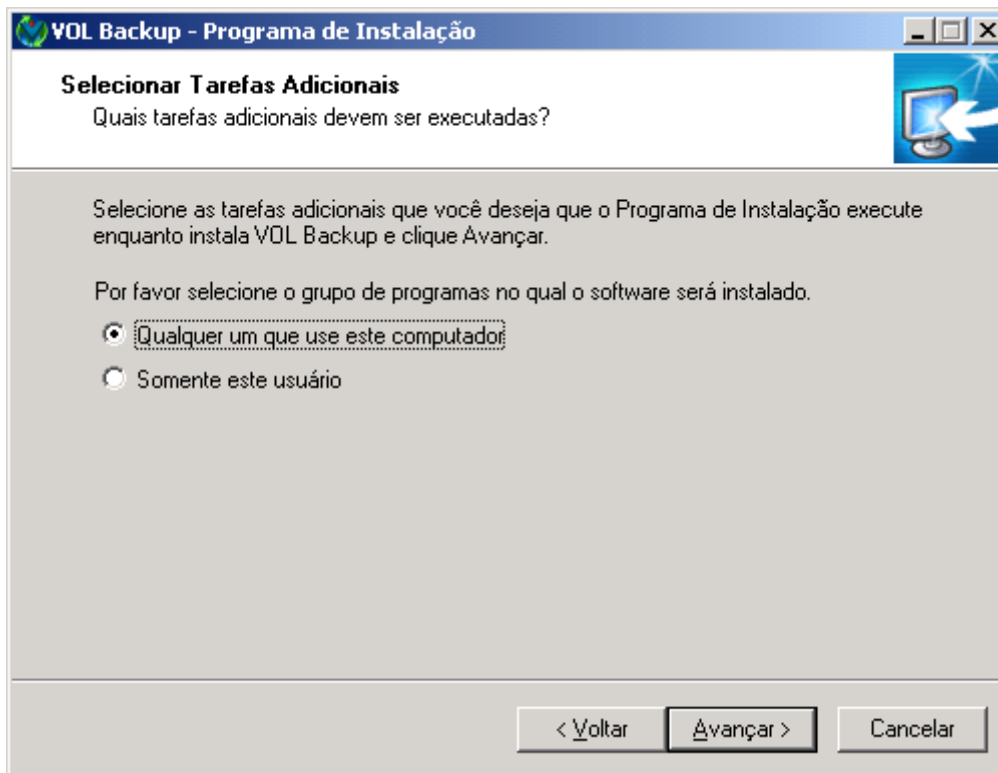 VOL Backup - Programa de Instalação
Selecionar Tarefas Adicionais
Quais tarefas adicionais devem ser executadas?
Selecione as tarefas adicionais que você deseja que o Programa de Instalação execute
enquanto instala VOL Backup e clique Avançar.
Por favor selecione o grupo de programas no qual o software será instalado.
Qualquer um que use este computador
Somente este usuário
< Voltar
Avançar >
Cancelar